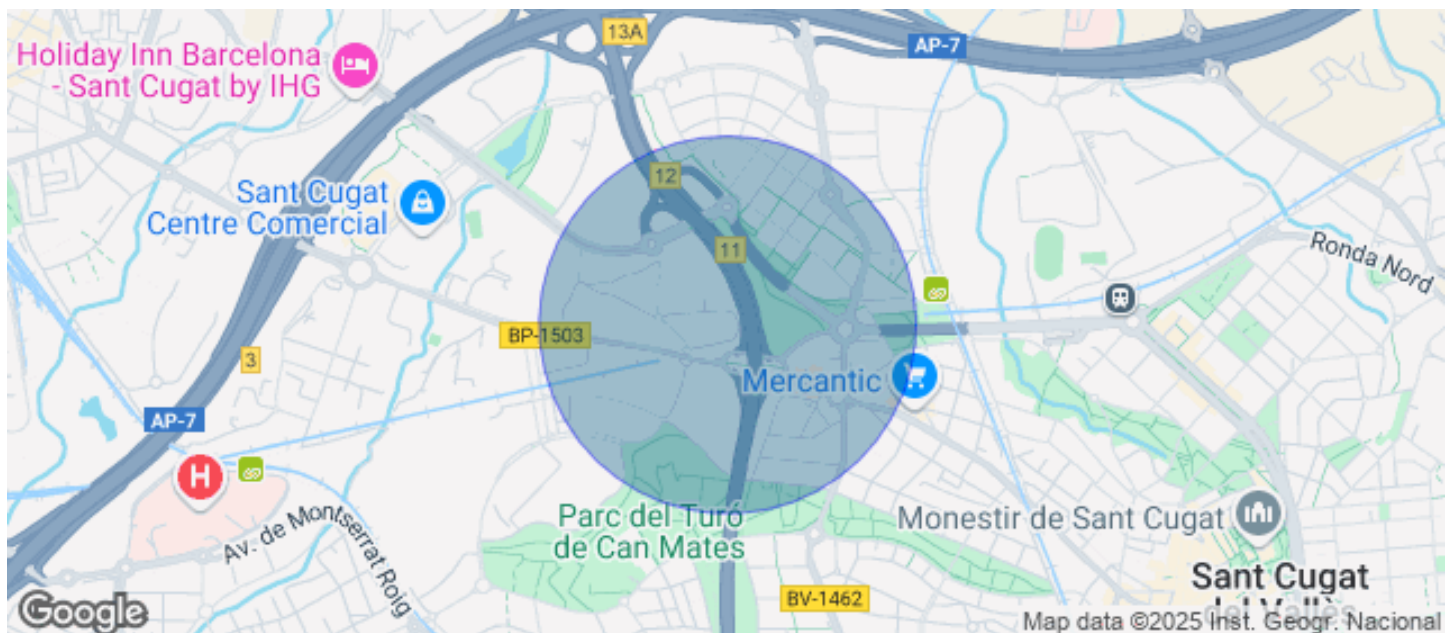 13A
AP-7
Holiday Inn Barcelona
- Sant Cugat by IHG
12
Sant Cugat
Centre Comercial
11
Ronda Nord
BP-1503
3
Mercantic
AP-7
H
Parc del Turó
de Can Mates
Monestir de Sant Cugat
Av. de Montserrat Roig
Sant Cugat
del Vallès
BV-1462
Google
Map data ©2025 Inst. Geogr. Nacional